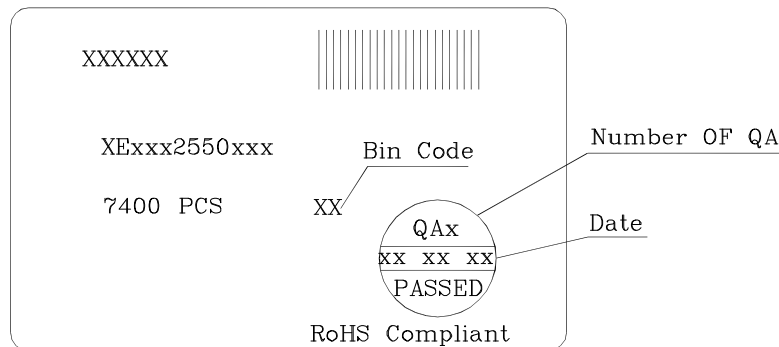 XXXXXX
XExxx2550xxx
Bin Code
Number OF QA
7400 PCS
XX
QAx
Date
xx xx xx
PASSED
RoHS Compliant